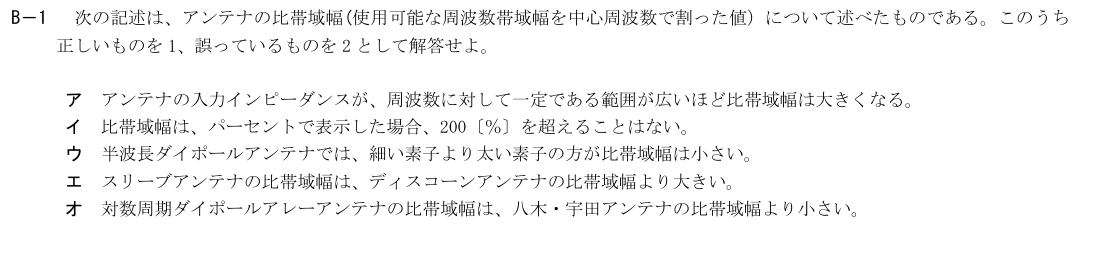 B－1　次の記述は、アンテナの比帯域幅(使用可能な周波数帯域幅を中心周波数で割った値）について述べたものである。このうち
正しいものを 1、誤っているものを 2 として解答せよ。
ア　アンテナの入力インピーダンスが、周波数に対して一定である範囲が広いほど比帯域幅は大きくなる。
イ　比帯域幅は、パーセントで表示した場合、200〔％〕を超えることはない。
ウ　半波長ダイポールアンテナでは、細い素子より太い素子の方が比帯域幅は小さい。
エ　スリーブアンテナの比帯域幅は、ディスコーンアンテナの比帯域幅より大きい。
オ　対数周期ダイポールアレーアンテナの比帯域幅は、八木・宇田アンテナの比帯域幅より小さい。